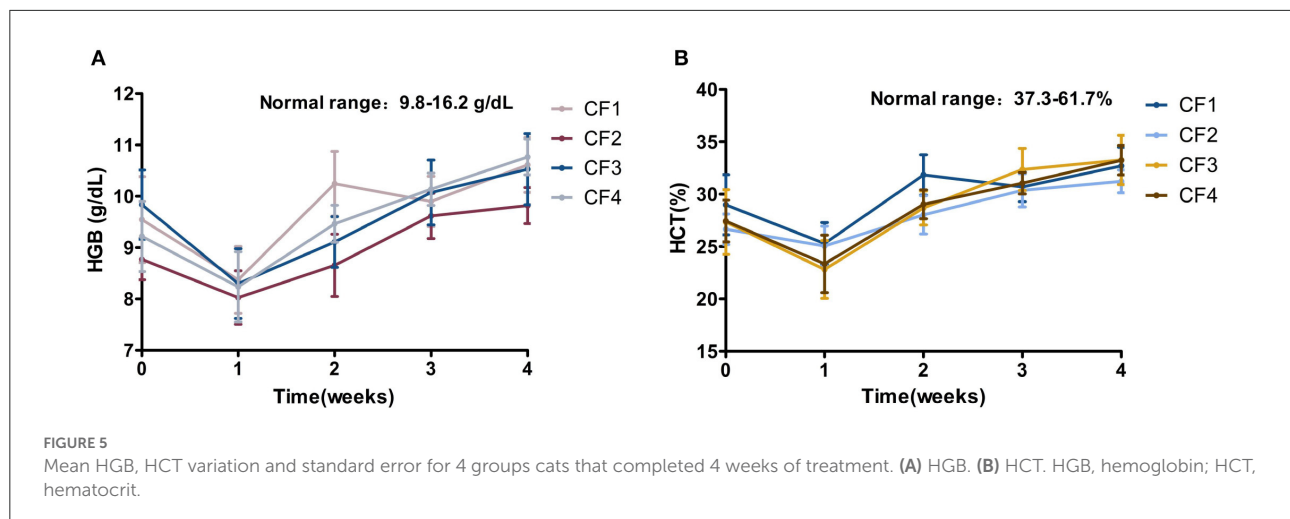 A
Normal range: 9.8-16.2 g/dL
HGB (g/dL)
12
11
10
9
8
7
0 1 2 3 4
Time(weeks)
CF1
CF2
CF3
CF4
B
Normal range: 37.3-61.7%
HCT(%)
40
35
30
25
20
15
0 1 2 3 4
Time(weeks)
CF1
CF2
CF3
CF4
FIGURE 5
Mean HGB, HCT variation and standard error for 4 groups cats that completed 4 weeks of treatment. (A) HGB. (B) HCT. HGB, hemoglobin; HCT,
hematocrit.